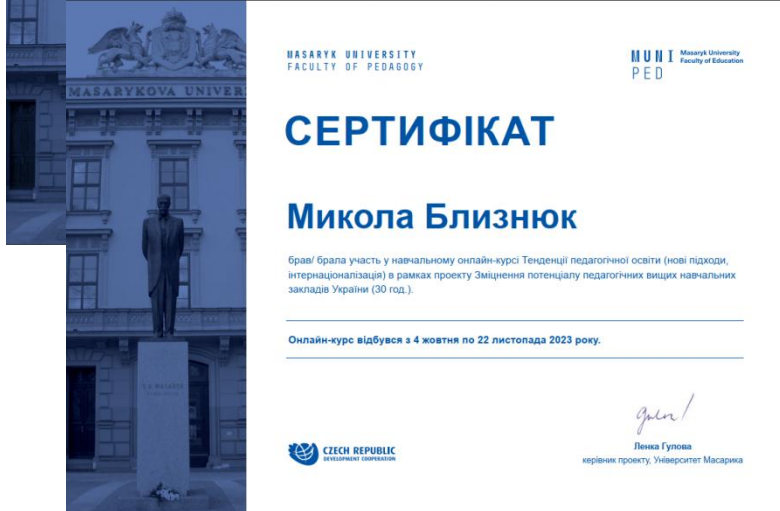 MASARYKOVA UNIVER
MASARYK UNIVERSITY
FACULTY OF PEDAGOGY
MUNI
PED
Masaryk University
Faculty of Education
СЕРТИФІКАТ
Микола Близнюк
брав/ брала участь у навчальному онлайн-курсі Тенденції педагогічної освіти (нові підходи,
інтернаціоналізація) в рамках проекту Зміцнення потенціалу педагогічних вищих навчальних
закладів України (30 год.).
Онлайн-курс відбувся з 4 жовтня по 22 листопада 2023 року.
CZECH REPUBLIC
DEVELOPMENT COOPERATION
Ленка Гулова
керівник проекту, Університет Масарика